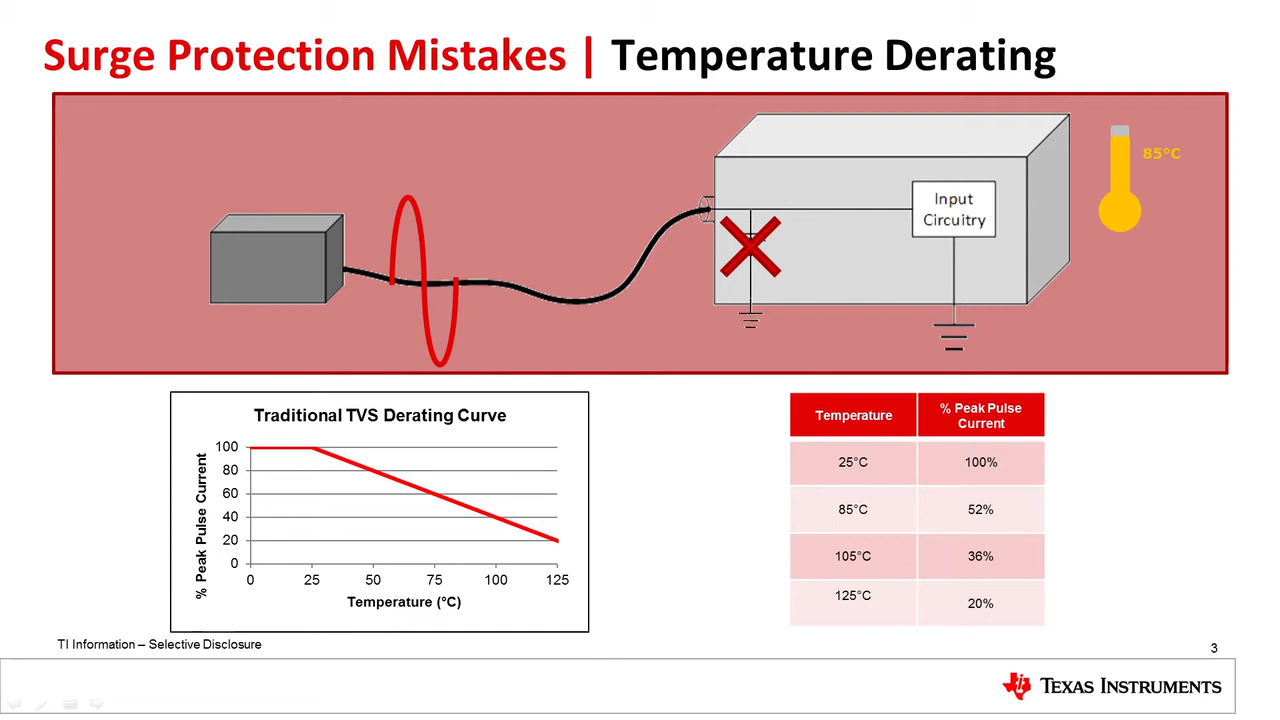 Surge Protection Mistakes | Temperature Derating
85°C
Input
Circuitry
Traditional TVS Derating Curve
% Peak Pulse Current
100
80
60
40
20
0
0 25 50 75 100 125
Temperature (°C)
Temperature % Peak Pulse
Current
25°C 100%
85°C 52%
105°C 36%
125°C 20%
TI Information – Selective Disclosure
3
TEXAS INSTRUMENTS